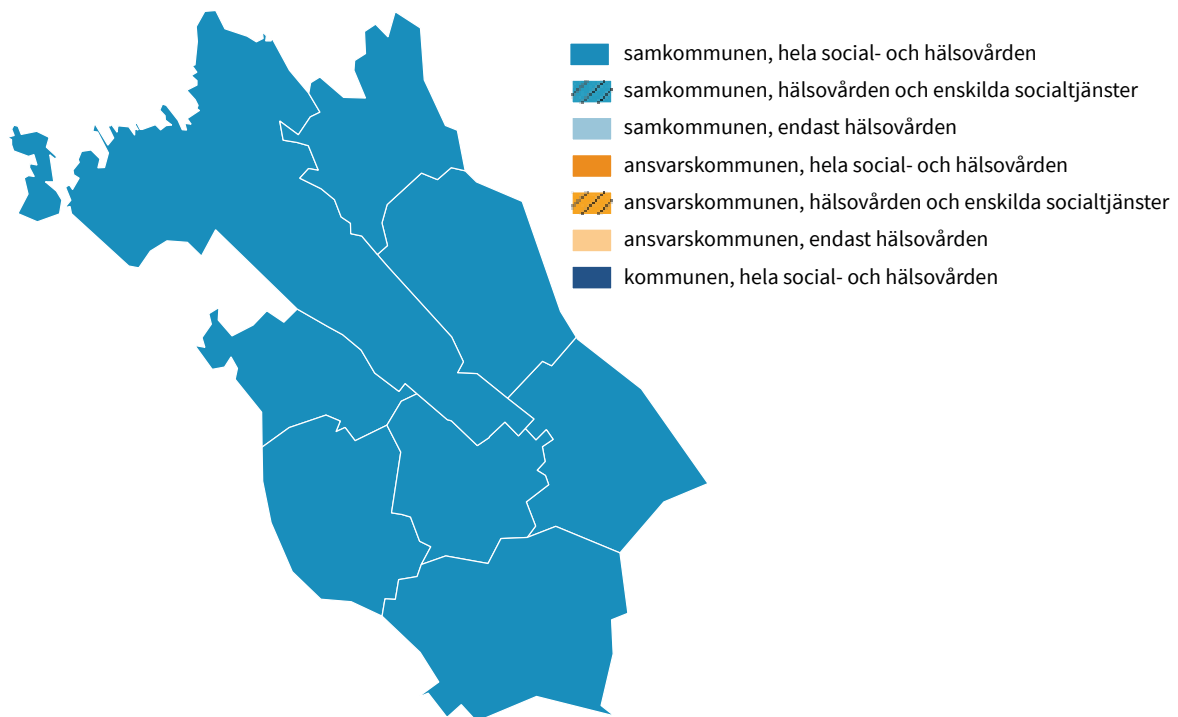 samkommunen, hela social- och hälsovården
samkommunen, hälsovården och enskilda socialtjänster
samkommunen, endast hälsovården
ansvarskommunen, hela social- och hälsovården
ansvarskommunen, hälsovården och enskilda socialtjänster
ansvarskommunen, endast hälsovården
kommunen, hela social- och hälsovården